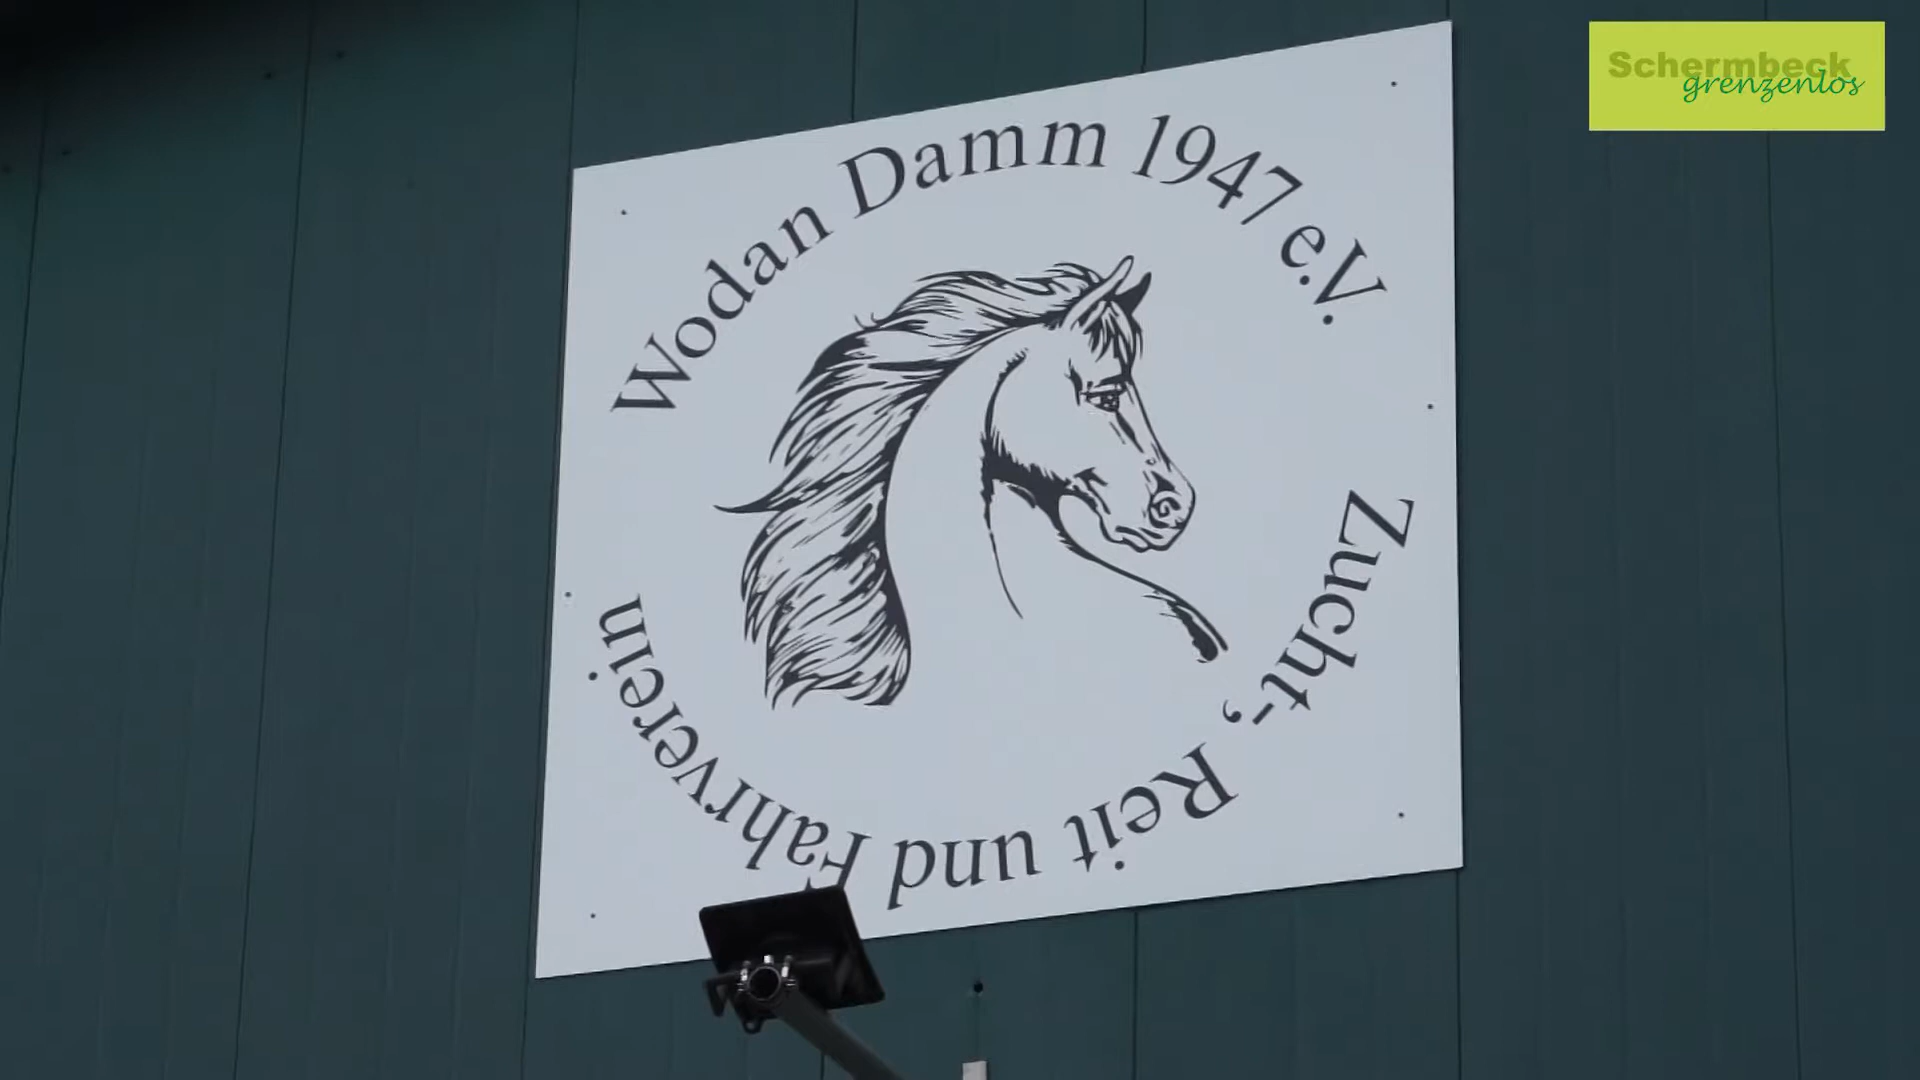 Wodan Damm 1947 e.V.
Zucht-, Reit und Fahrverein
Schermbeck
grenzenlos